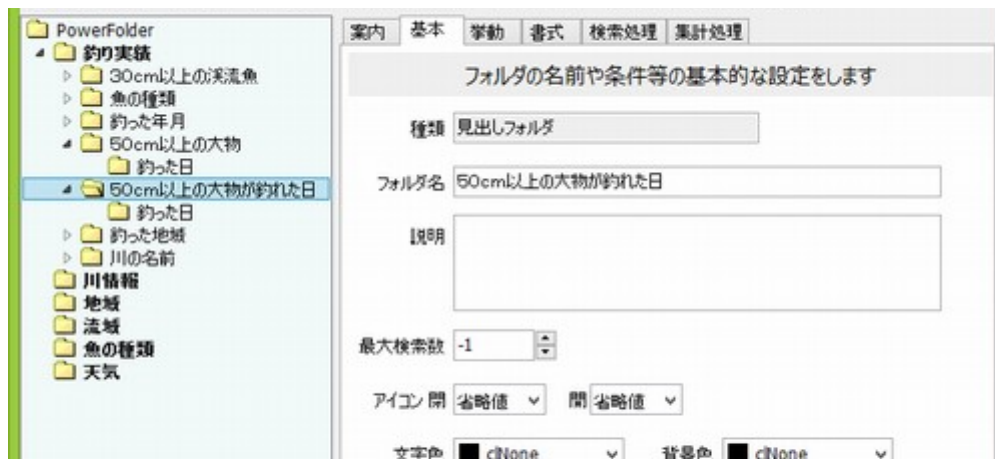 PowerFolder
釣り実績
30cm以上の渓流魚
魚の種類
釣った年月
50cm以上の大物
釣った日
50cm以上の大物が釣れた日
釣った日
釣った地域
川の名前
川情報
地域
流域
魚の種類
天気
案内 基本 挙動 書式 検索処理 集計処理
フォルダの名前や条件等の基本的な設定をします
種類 見出しフォルダ
フォルダ名 50cm以上の大物が釣れた日
説明
最大検索数 -1
アイコン 閉 省略値 開 省略値
文字色 clNone 背景色 clNone